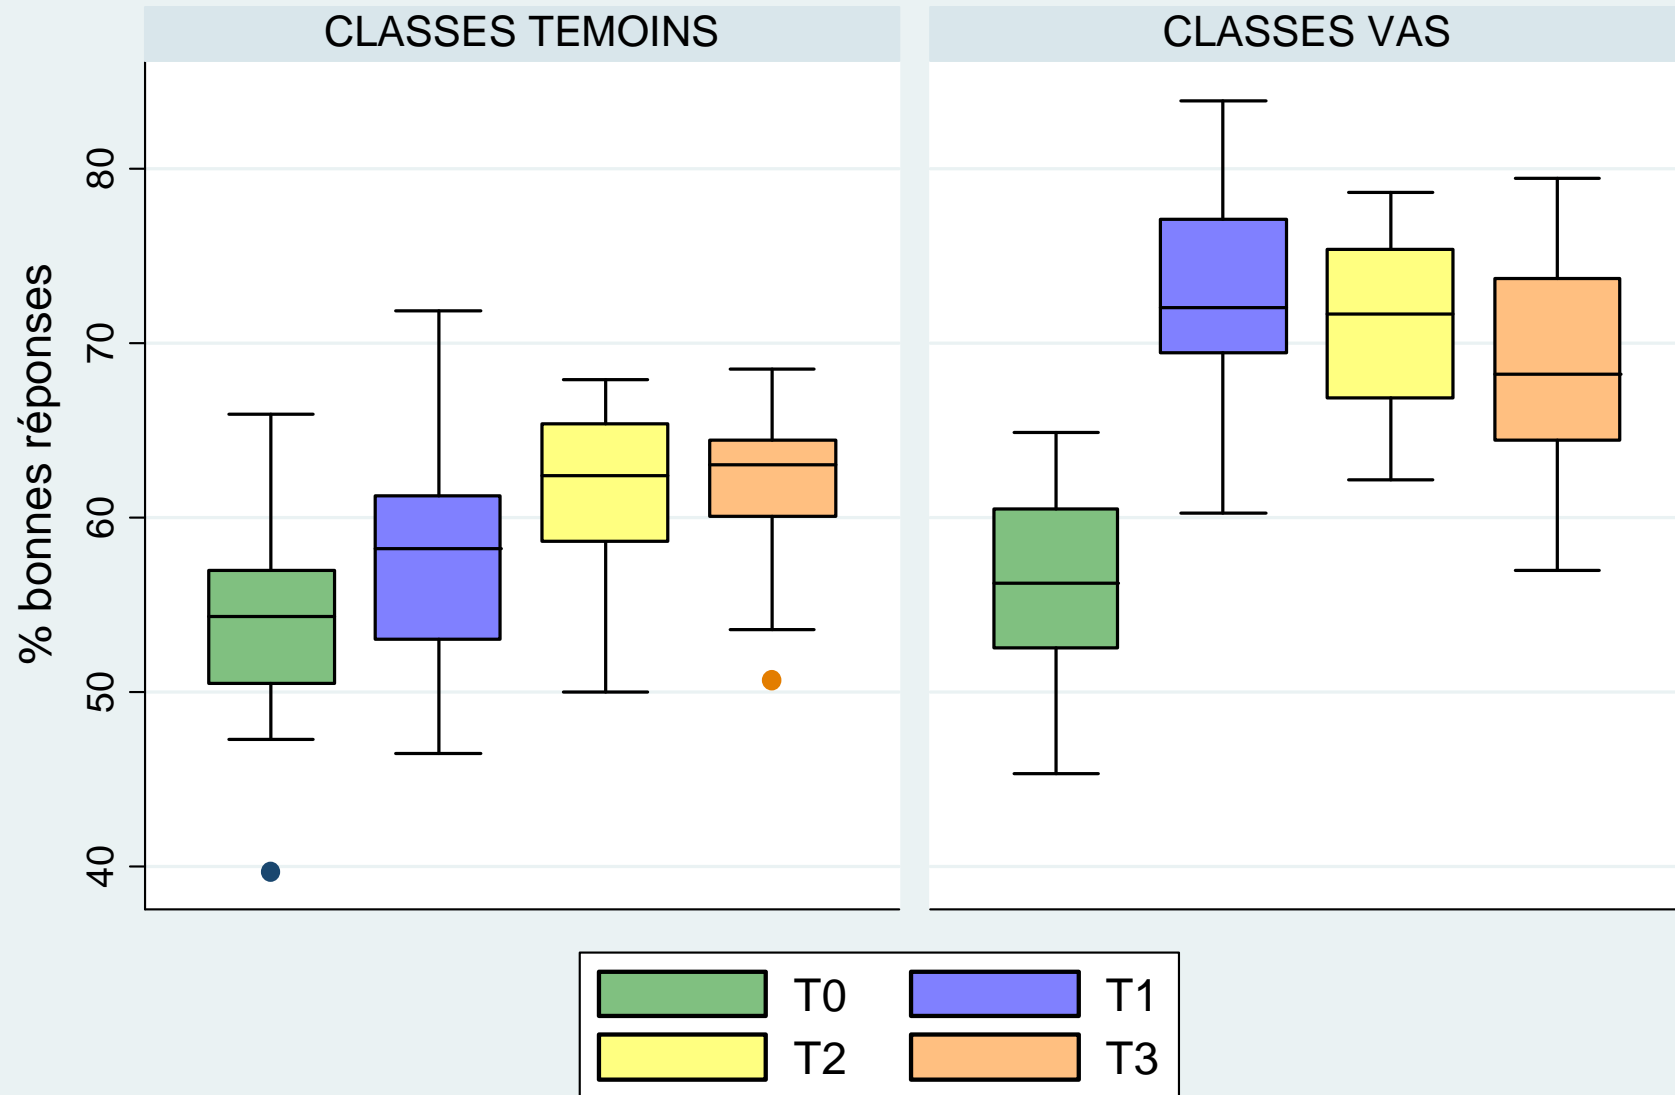 CLASSES TEMOINS
CLASSES VAS
% bonnes réponses
80
70
60
50
40
T0
T1
T2
T3